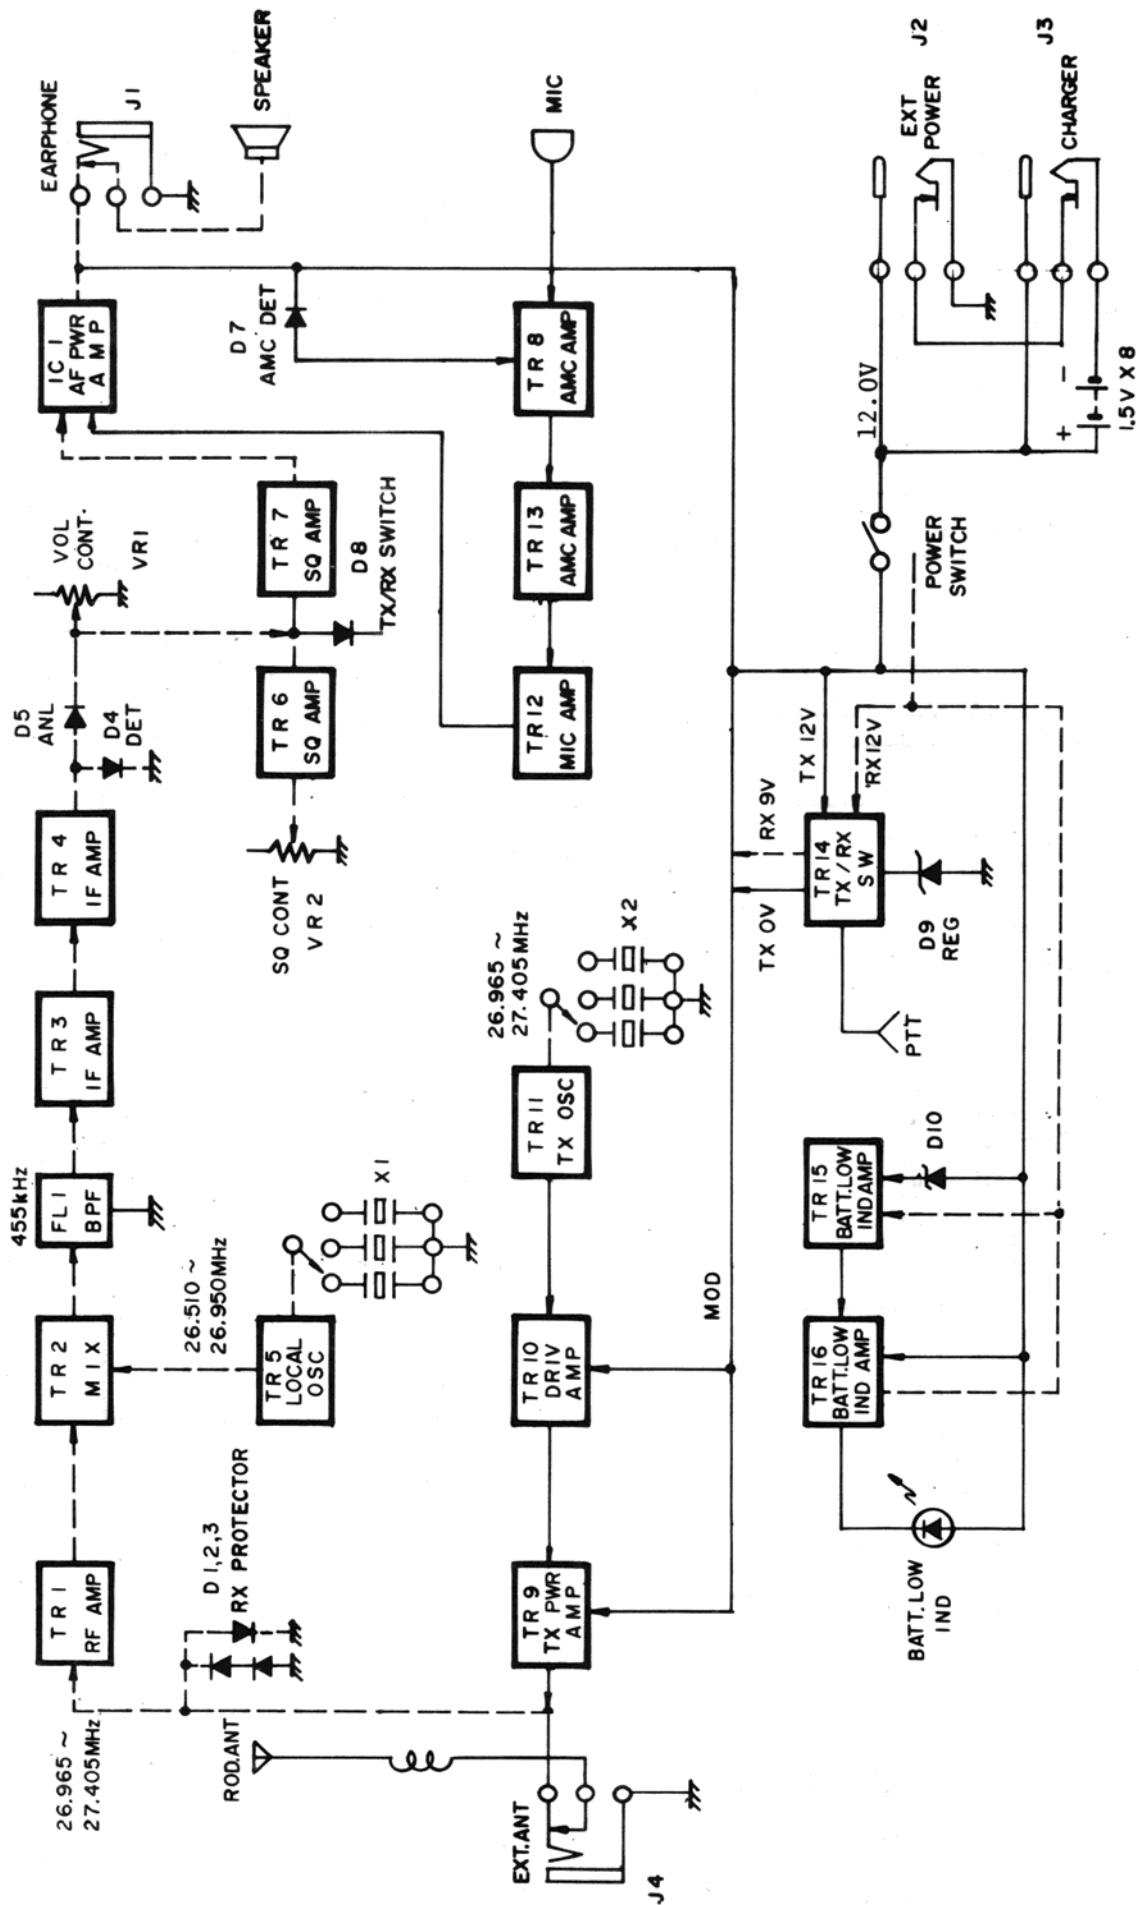 26.965 ~
27.405MHz
TR 1
RF AMP
TR 2
MIX
455kHz
FL 1
BPF
TR 3
IF AMP
TR 4
IF AMP
D5
ANL
D4
DET
VOL
CONT.
VR1
IC 1
AF PWR
AMP
EARPHONE
J1
SPEAKER
D 1,2,3
RX PROTECTOR
26.510 ~
26.950MHz
TR 5
LOCAL
OSC
X1
SQ CONT
VR 2
TR 6
SQ AMP
TR 7
SQ AMP
D8
TX/RX SWITCH
D7
AMC DET
ROD.ANT
EXT.ANT
J4
TR 9
TX PWR
AMP
TR 10
DRIV
AMP
TR 11
TX OSC
26.965 ~
27.405MHz
X2
TR 12
MIC AMP
TR 13
AMC AMP
TR 8
AMC AMP
MIC
MOD
TX 0V
RX 9V
TX 12V
RX12V
TR 14
TX/RX
SW
D9
REG
PTT
POWER
SWITCH
12.0V
EXT
POWER
J2
CHARGER
J3
+
-
1.5V X 8
BATT.LOW
IND
TR 16
BATT.LOW
IND AMP
TR 15
BATT.LOW
IND AMP
D10